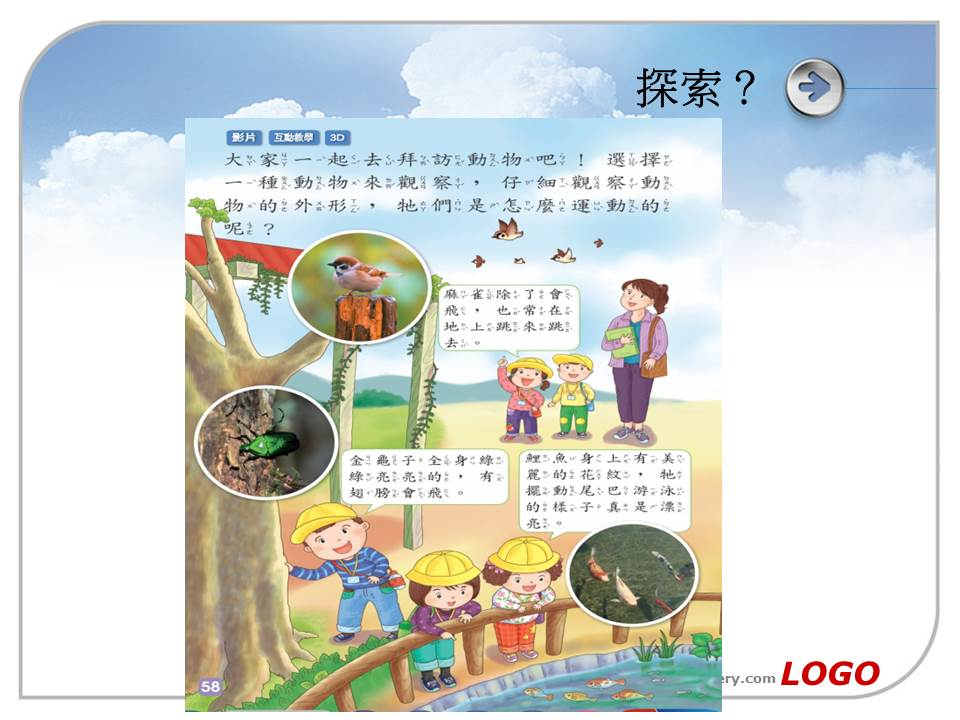 探索？
影片 互動教學 3D
大家一起去拜訪動物吧！ 選擇
一種動物來觀察，仔細觀察動
物的外形，牠們是怎麼運動的
呢？
麻雀除了會
飛，也常在
地上跳來跳
去。
金龜子全身綠
綠亮亮的，有
翅膀會飛。
鯉魚身上有美
麗的花紋，牠
擺動尾巴游泳
的樣子真是漂
亮。
58
ery.com
LOGO